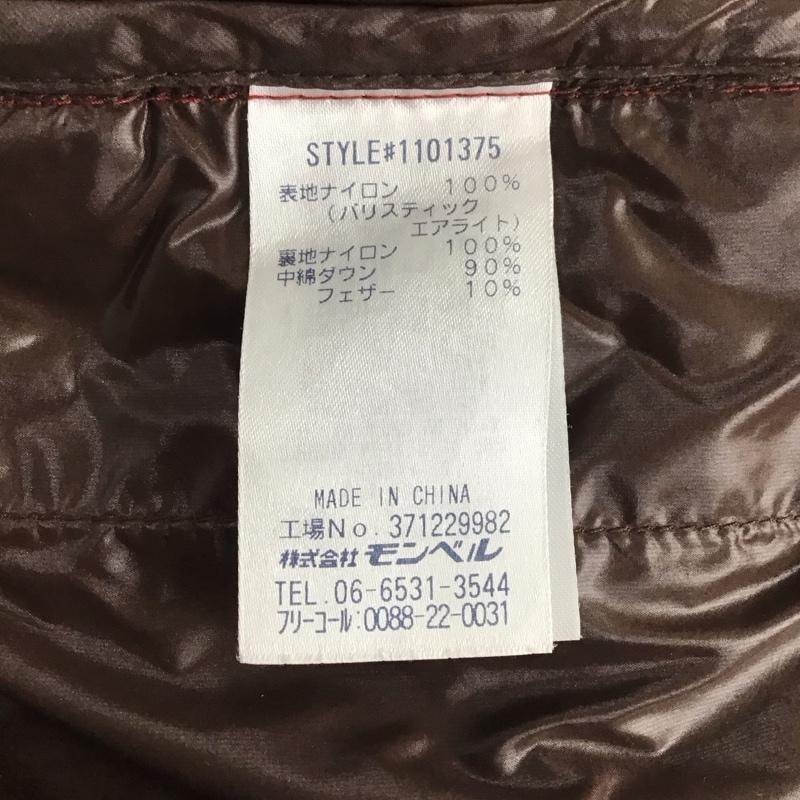 STYLE#1101375
表地ナイロン 100%
(バリスティック
エアライト)
裏地ナイロン 100%
中綿ダウン 90%
フェザー 10%
MADE IN CHINA
工場No.371229982
株式会社 モンベル
TEL.06-6531-3544
フリーコール:0088-22-0031